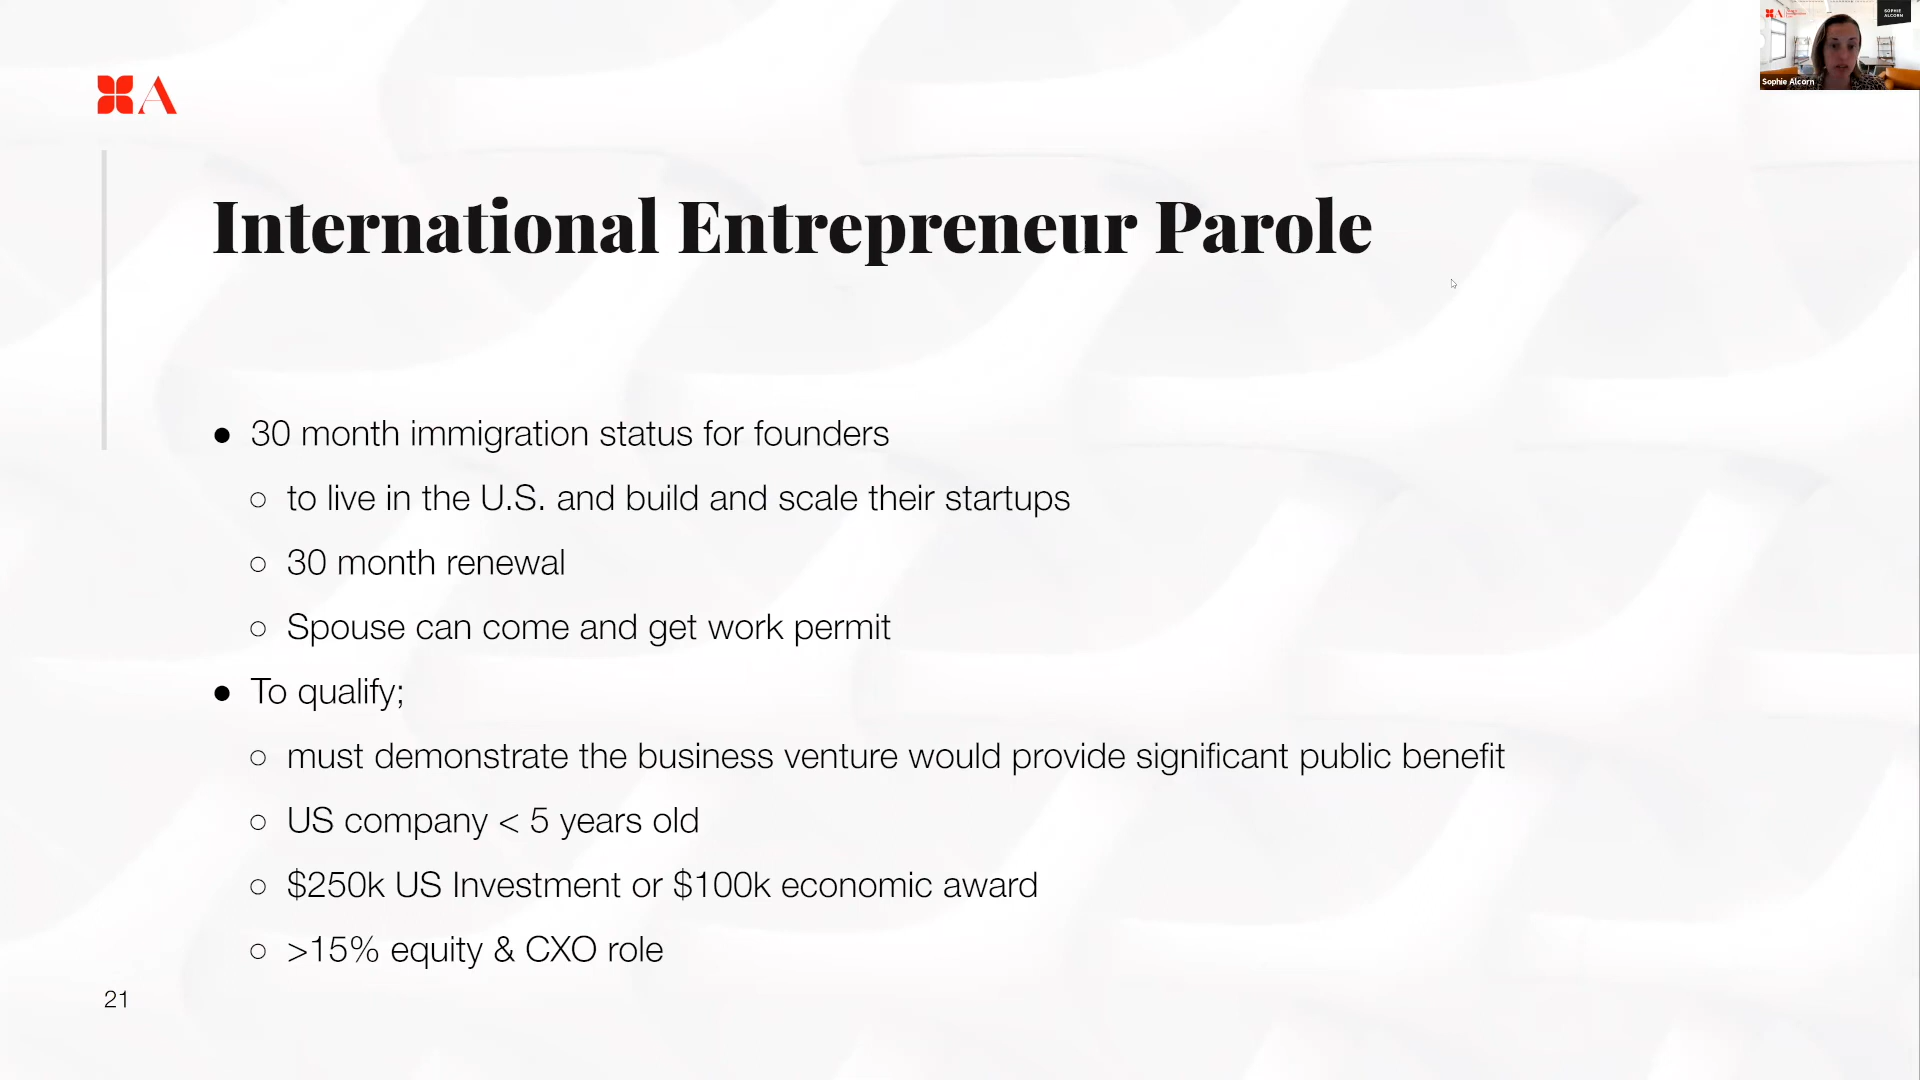 SOPHIE
ALCORN
Sophie Alcorn
A
International Entrepreneur Parole
● 30 month immigration status for founders
○ to live in the U.S. and build and scale their startups
○ 30 month renewal
○ Spouse can come and get work permit
● To qualify;
○ must demonstrate the business venture would provide significant public benefit
○ US company < 5 years old
○ $250k US Investment or $100k economic award
○ >15% equity & CXO role
21